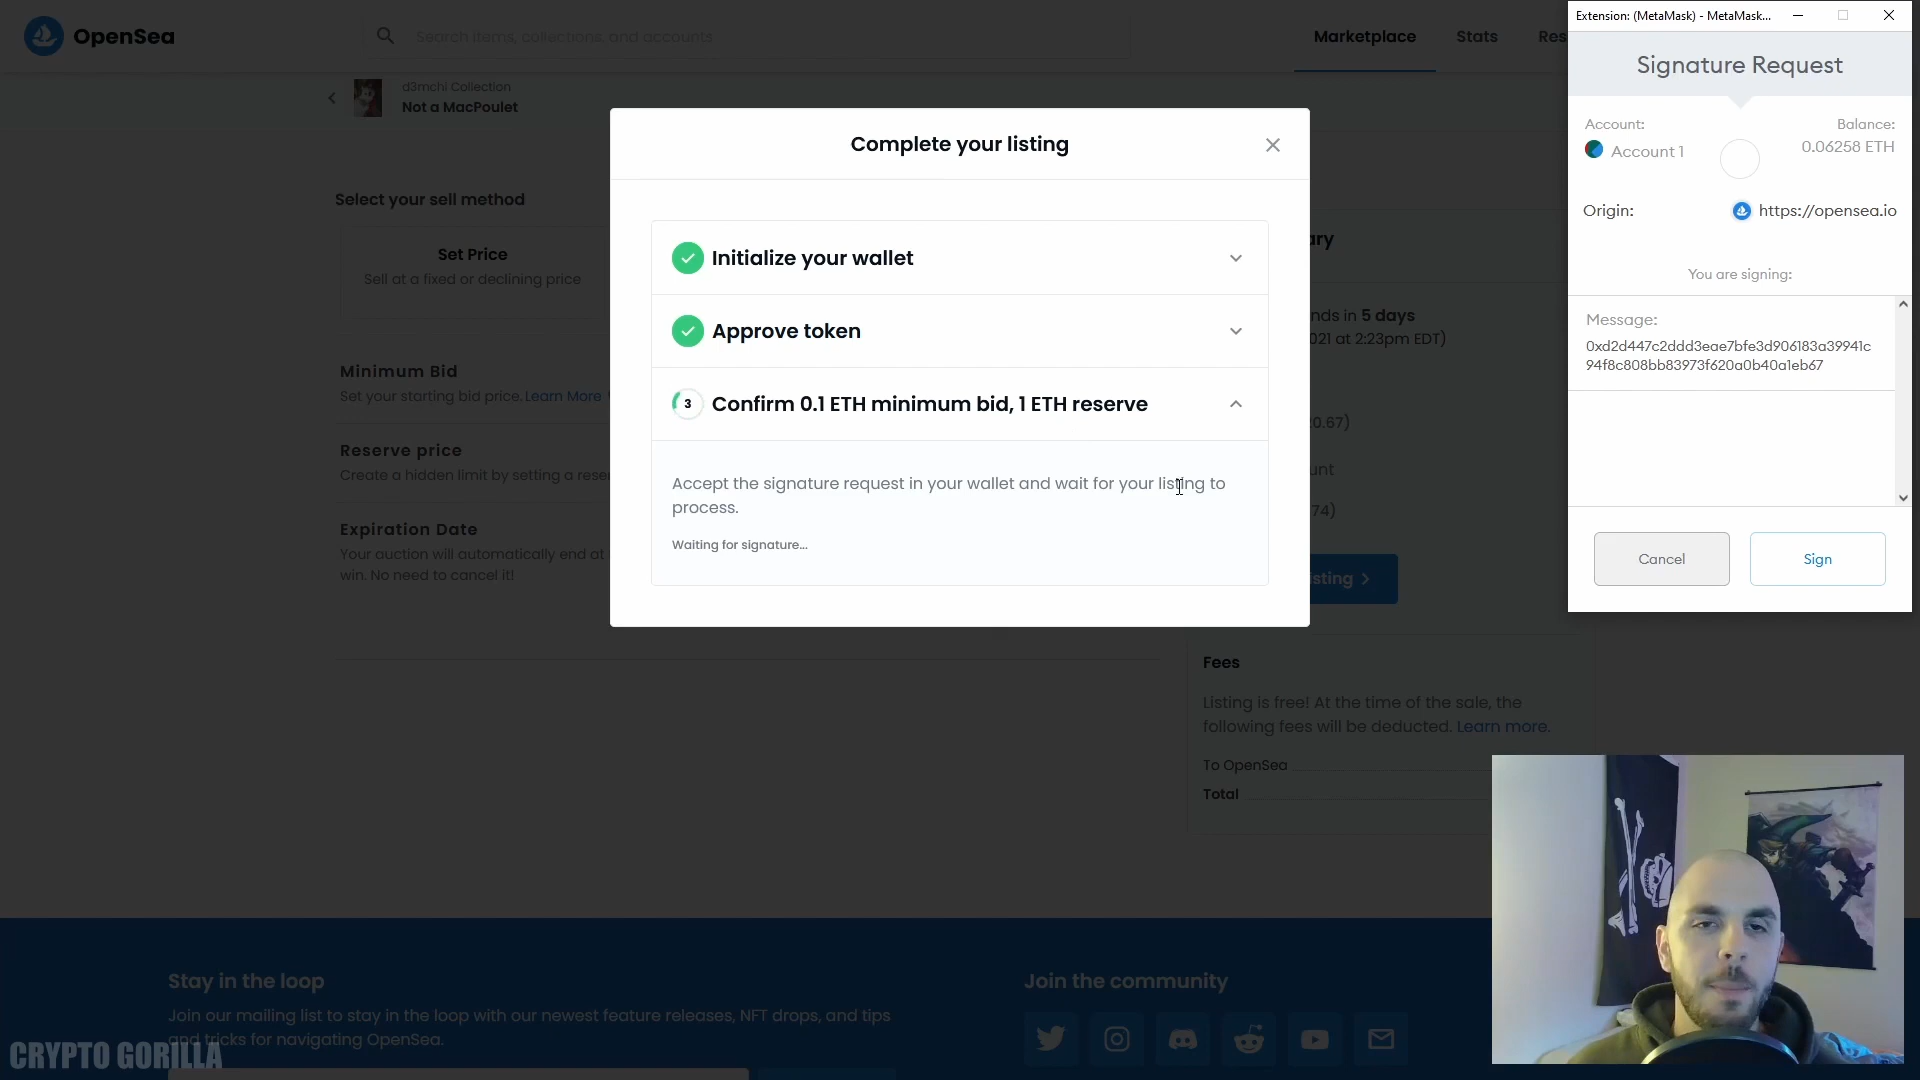 OpenSea
Search items, collections, and accounts
Marketplace
Stats
Res
d3mchi Collection
Not a MacPoulet
Select your sell method
Set Price
Sell at a fixed or declining price
Minimum Bid
Set your starting bid price. Learn More
Reserve price
Create a hidden limit by setting a rese
Expiration Date
Your auction will automatically end at
win. No need to cancel it!
Complete your listing
Initialize your wallet
Approve token
3
Confirm 0.1 ETH minimum bid, 1 ETH reserve
Accept the signature request in your wallet and wait for your listing to
process.
Waiting for signature...
ary
nds in 5 days
021 at 2:23pm EDT)
0.67)
unt
74)
isting
Fees
Listing is free! At the time of the sale, the
following fees will be deducted. Learn more.
To OpenSea
Total
Extension: (MetaMask) - MetaMask...
Signature Request
Account:
Balance:
Account 1
0.06258 ETH
Origin:
https://opensea.io
You are signing:
Message:
0xd2d447c2ddd3eae7bfe3d906183a39941c
94f8c808bb83973f620a0b40a1eb67
Cancel
Sign
Stay in the loop
Join our mailing list to stay in the loop with our newest feature releases, NFT drops, and tips
and tricks for navigating OpenSea.
Join the community
CRYPTO GORILLA